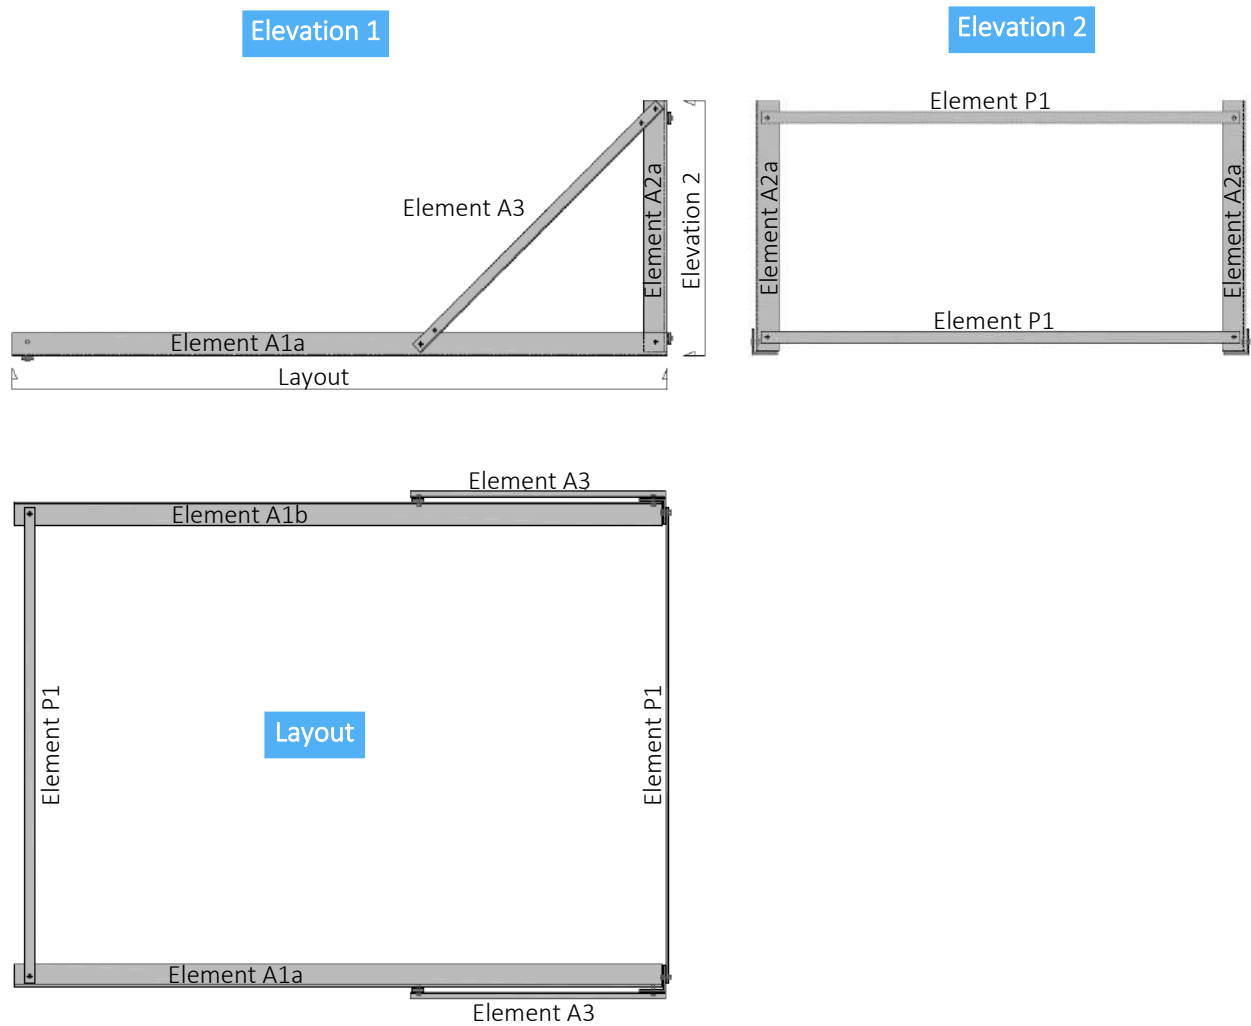 Elevation 1
Elevation 2
Element A3
Element A2a
Elevation 2
Element A1a
Layout
Element P1
Element A2a
Element A2a
Element P1
Element A3
Element A1b
Element P1
Layout
Element P1
Element A1a
Element A3